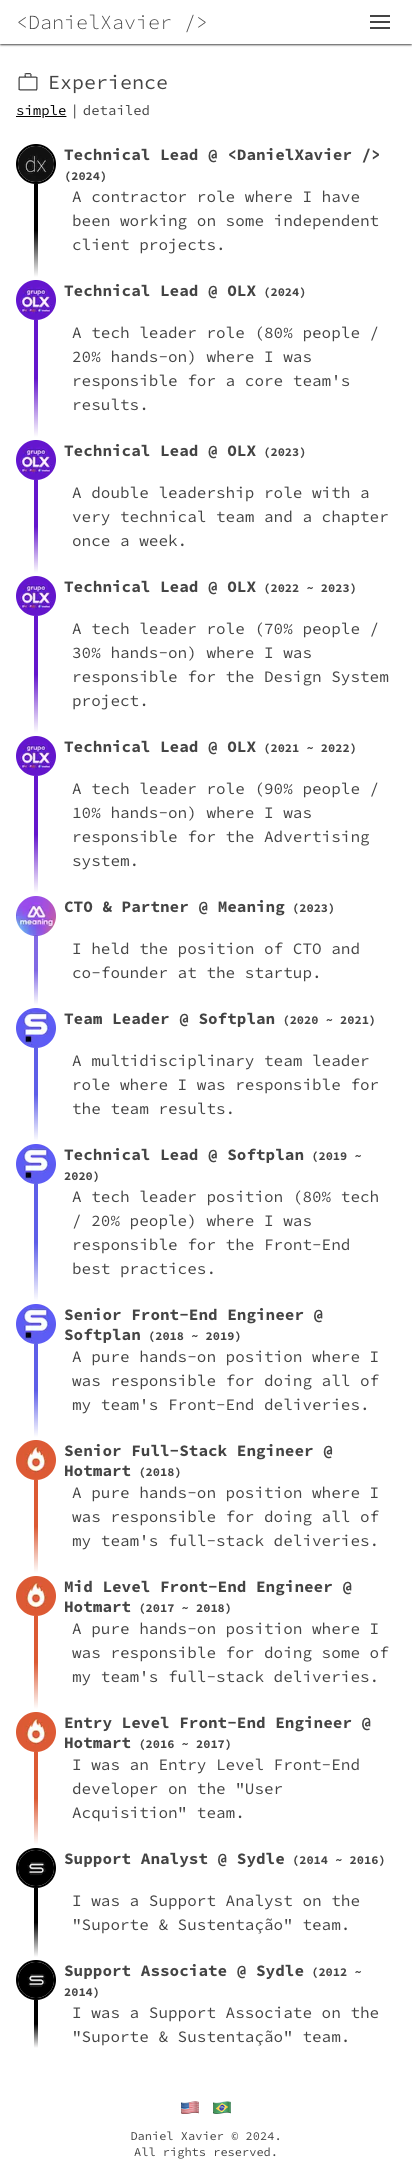 <DanielXavier />
Experience
simple | detailed
dx
Technical Lead @ <DanielXavier />
(2024)
A contractor role where I have
been working on some independent
client projects.
grupo
OLX
Technical Lead @ OLX (2024)
A tech leader role (80% people /
20% hands-on) where I was
responsible for a core team's
results.
grupo
OLX
Technical Lead @ OLX (2023)
A double leadership role with a
very technical team and a chapter
once a week.
grupo
OLX
Technical Lead @ OLX (2022 ~ 2023)
A tech leader role (70% people /
30% hands-on) where I was
responsible for the Design System
project.
grupo
OLX
Technical Lead @ OLX (2021 ~ 2022)
A tech leader role (90% people /
10% hands-on) where I was
responsible for the Advertising
system.
meaning
CTO & Partner @ Meaning (2023)
I held the position of CTO and
co-founder at the startup.
Team Leader @ Softplan (2020 ~ 2021)
A multidisciplinary team leader
role where I was responsible for
the team results.
Technical Lead @ Softplan (2019 ~
2020)
A tech leader position (80% tech
/ 20% people) where I was
responsible for the Front-End
best practices.
Senior Front-End Engineer @
Softplan (2018 ~ 2019)
A pure hands-on position where I
was responsible for doing all of
my team's Front-End deliveries.
Senior Full-Stack Engineer @
Hotmart (2018)
A pure hands-on position where I
was responsible for doing all of
my team's full-stack deliveries.
Mid Level Front-End Engineer @
Hotmart (2017 ~ 2018)
A pure hands-on position where I
was responsible for doing some of
my team's full-stack deliveries.
Entry Level Front-End Engineer @
Hotmart (2016 ~ 2017)
I was an Entry Level Front-End
developer on the "User
Acquisition" team.
Support Analyst @ Sydle (2014 ~ 2016)
I was a Support Analyst on the
"Suporte & Sustentação" team.
Support Associate @ Sydle (2012 ~
2014)
I was a Support Associate on the
"Suporte & Sustentação" team.
Daniel Xavier © 2024.
All rights reserved.